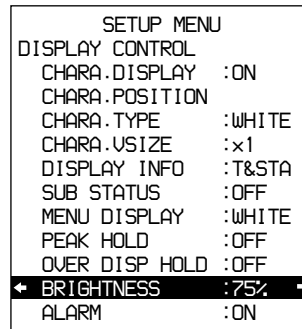 SETUP MENU
DISPLAY CONTROL
CHARA.DISPLAY :ON
CHARA.POSITION
CHARA.TYPE :WHITE
CHARA.VSIZE :x1
DISPLAY INFO :T&STA
SUB STATUS :OFF
MENU DISPLAY :WHITE
PEAK HOLD :OFF
OVER DISP HOLD :OFF
BRIGHTNESS :75%
ALARM :ON